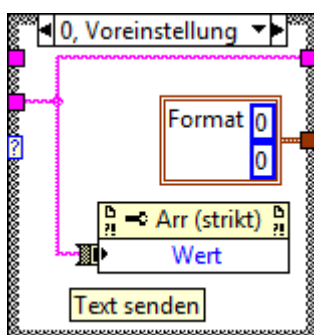 0, Voreinstellung
?
Format 0
0
?! Arr (strikt) ?!
Wert
Text senden